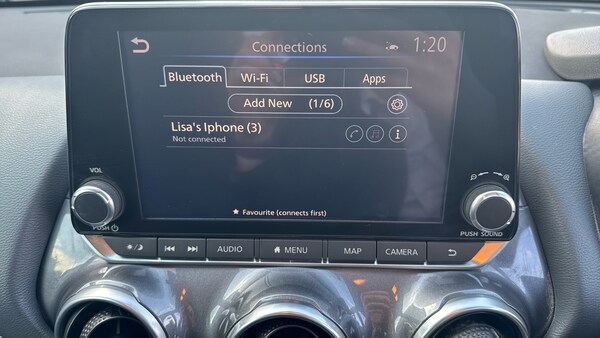 Connections
1:20
Bluetooth Wi-Fi USB Apps
Add New (1/6)
Lisa's Iphone (3)
Not connected
★ Favourite (connects first)
VOL
PUSH
PUSH SOUND
AUDIO MENU MAP CAMERA